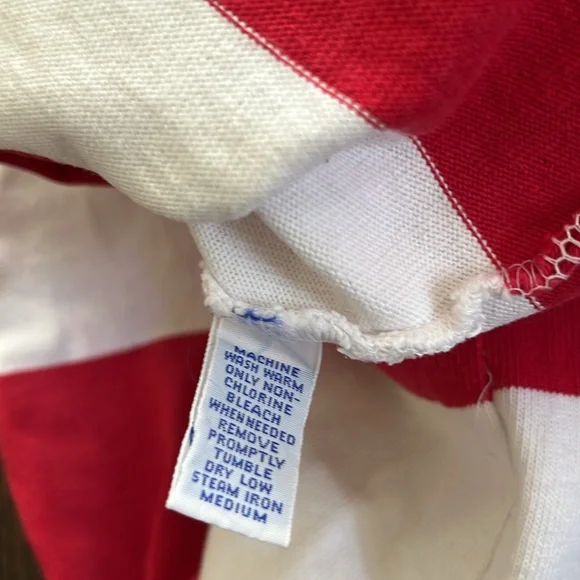 MACHINE
WASH WARM
ONLY NON-
CHLORINE
BLEACH
WHEN NEEDED
REMOVE
PROMPTLY
TUMBLE
DRY LOW
STEAM IRON
MEDIUM